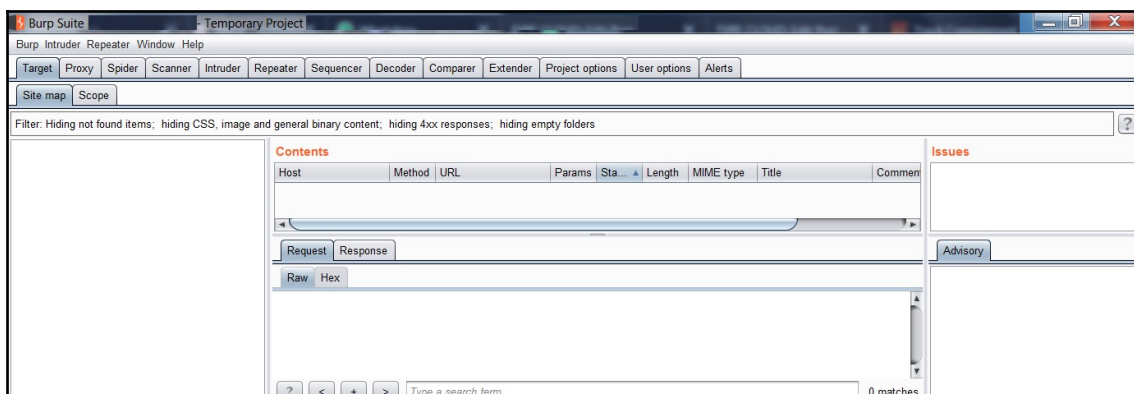 Burp Suite - Temporary Project
Burp Intruder Repeater Window Help
Target Proxy Spider Scanner Intruder Repeater Sequencer Decoder Comparer Extender Project options User options Alerts
Site map Scope
Filter: Hiding not found items; hiding CSS, image and general binary content; hiding 4xx responses; hiding empty folders ?
Contents Issues
Host Method URL Params Sta... Length MIME type Title Commen
Request Response Advisory
Raw Hex
? < + > Type a search term 0 matches